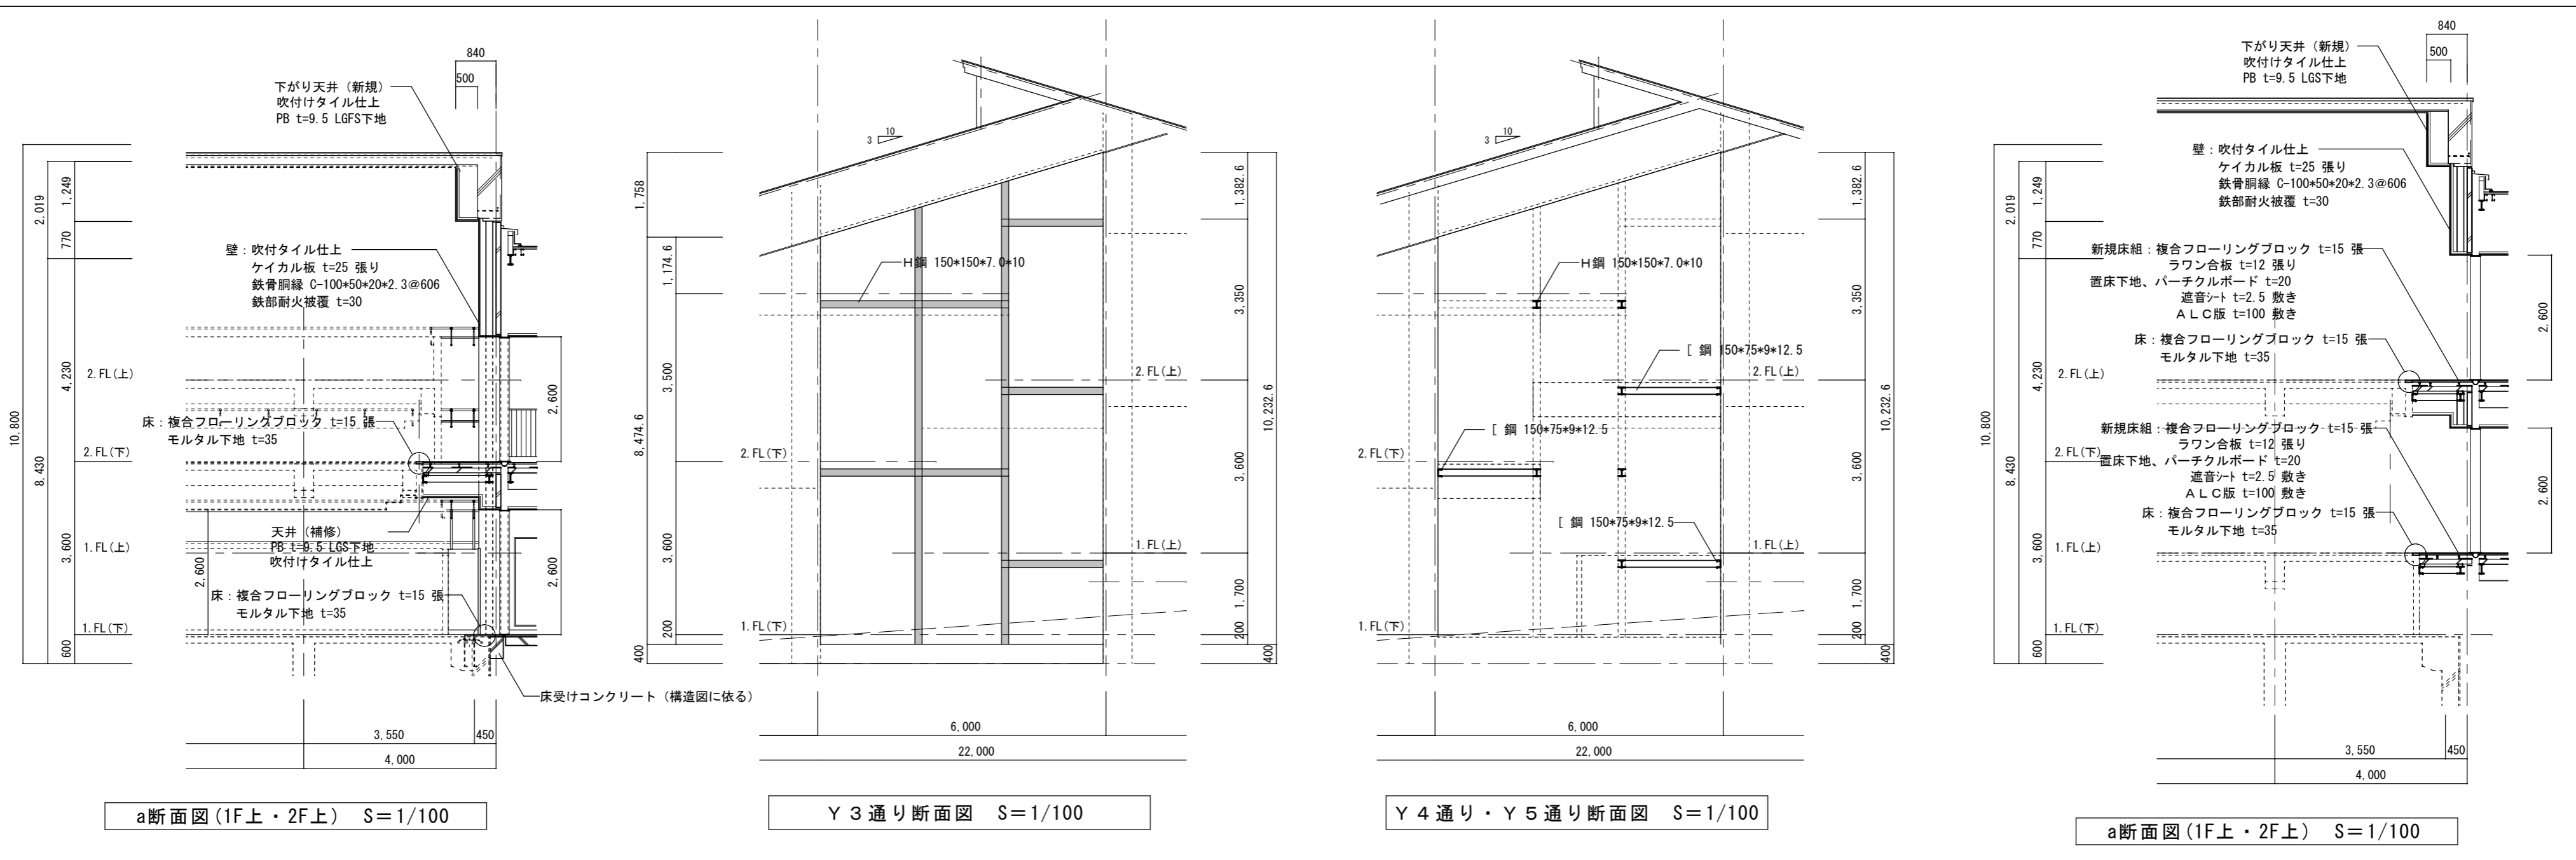 840
500
下がり天井（新規）
吹付けタイル仕上
PB t=9.5 LGFS下地
2,019
1,249
770
10,800
8,430
4,230
3,600
600
壁：吹付タイル仕上
ケイカル板 t=25 張り
鉄骨胴縁 C-100*50*20*2.3@606
鉄部耐火被覆 t=30
2.FL(上)
2,600
床：複合フローリングブロック t=15 張
モルタル下地 t=35
2.FL(下)
天井（補修）
PB t=9.5 LGS下地
吹付けタイル仕上
1.FL(上)
2,600
2,600
床：複合フローリングブロック t=15 張
モルタル下地 t=35
1.FL(下)
床受けコンクリート（構造図に依る）
3,550
450
4,000
a断面図(1F上・2F上)　S＝1/100
10
3
1,758
1,174.6
3,500
8,474.6
3,600
200
400
H鋼 150*150*7.0*10
2.FL(上)
2.FL(下)
1.FL(上)
1.FL(下)
1,382.6
3,350
10,232.6
3,600
1,700
200
400
6,000
22,000
Ｙ３通り断面図　S＝1/100
10
3
H鋼 150*150*7.0*10
[ 鋼 150*75*9*12.5
2.FL(上)
[ 鋼 150*75*9*12.5
2.FL(下)
[ 鋼 150*75*9*12.5
1.FL(上)
1.FL(下)
1,382.6
3,350
10,232.6
3,600
1,700
200
400
6,000
22,000
Ｙ４通り・Ｙ５通り断面図　S＝1/100
840
500
下がり天井（新規）
吹付けタイル仕上
PB t=9.5 LGS下地
2,019
1,249
770
10,800
8,430
4,230
3,600
600
壁：吹付タイル仕上
ケイカル板 t=25 張り
鉄骨胴縁 C-100*50*20*2.3@606
鉄部耐火被覆 t=30
新規床組：複合フローリングブロック t=15 張
ラワン合板 t=12 張り
置床下地、パーチクルボード t=20
遮音シート t=2.5 敷き
ＡＬＣ版 t=100 敷き
2,600
床：複合フローリングブロック t=15 張
モルタル下地 t=35
2.FL(上)
新規床組：複合フローリングブロック t=15 張
ラワン合板 t=12 張り
2.FL(下)
置床下地、パーチクルボード t=20
遮音シート t=2.5 敷き
ＡＬＣ版 t=100 敷き
2,600
床：複合フローリングブロック t=15 張
モルタル下地 t=35
1.FL(上)
1.FL(下)
3,550
450
4,000
a断面図(1F上・2F上)　S＝1/100